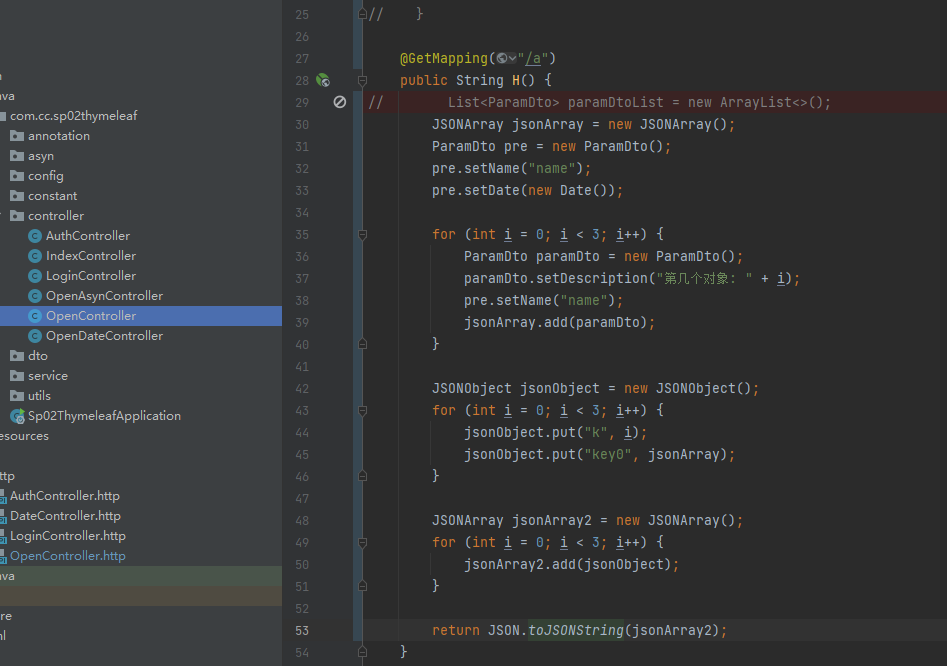 ava
com.cc.sp02thymeleaf
annotation
asyn
config
constant
controller
AuthController
IndexController
LoginController
OpenAsynController
OpenController
OpenDateController
dto
service
utils
Sp02ThymeleafApplication
esources
ttp
AuthController.http
DateController.http
LoginController.http
OpenController.http
ava
re
ml
25 //    }
26
27     @GetMapping("/a")
28     public String H() {
29 //        List<ParamDto> paramDtoList = new ArrayList<>();
30         JSONArray jsonArray = new JSONArray();
31         ParamDto pre = new ParamDto();
32         pre.setName("name");
33         pre.setDate(new Date());
34
35         for (int i = 0; i < 3; i++) {
36             ParamDto paramDto = new ParamDto();
37             paramDto.setDescription("第几个对象: " + i);
38             pre.setName("name");
39             jsonArray.add(paramDto);
40         }
41
42         JSONObject jsonObject = new JSONObject();
43         for (int i = 0; i < 3; i++) {
44             jsonObject.put("k", i);
45             jsonObject.put("key0", jsonArray);
46         }
47
48         JSONArray jsonArray2 = new JSONArray();
49         for (int i = 0; i < 3; i++) {
50             jsonArray2.add(jsonObject);
51         }
52
53         return JSON.toJSONString(jsonArray2);
54     }